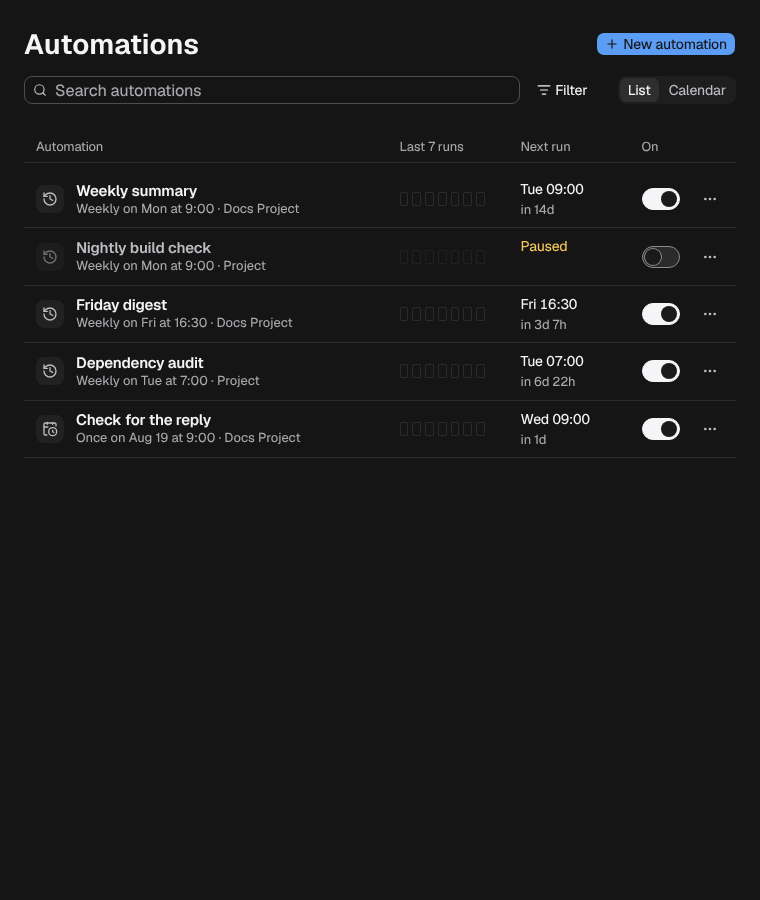 Automations
New automation
Search automations
Filter
List
Calendar
Automation
Last 7 runs
Next run
On
Weekly summary
Weekly on Mon at 9:00 · Docs Project
Tue 09:00
in 14d
Nightly build check
Weekly on Mon at 9:00 · Project
Paused
Friday digest
Weekly on Fri at 16:30 · Docs Project
Fri 16:30
in 3d 7h
Dependency audit
Weekly on Tue at 7:00 · Project
Tue 07:00
in 6d 22h
Check for the reply
Once on Aug 19 at 9:00 · Docs Project
Wed 09:00
in 1d